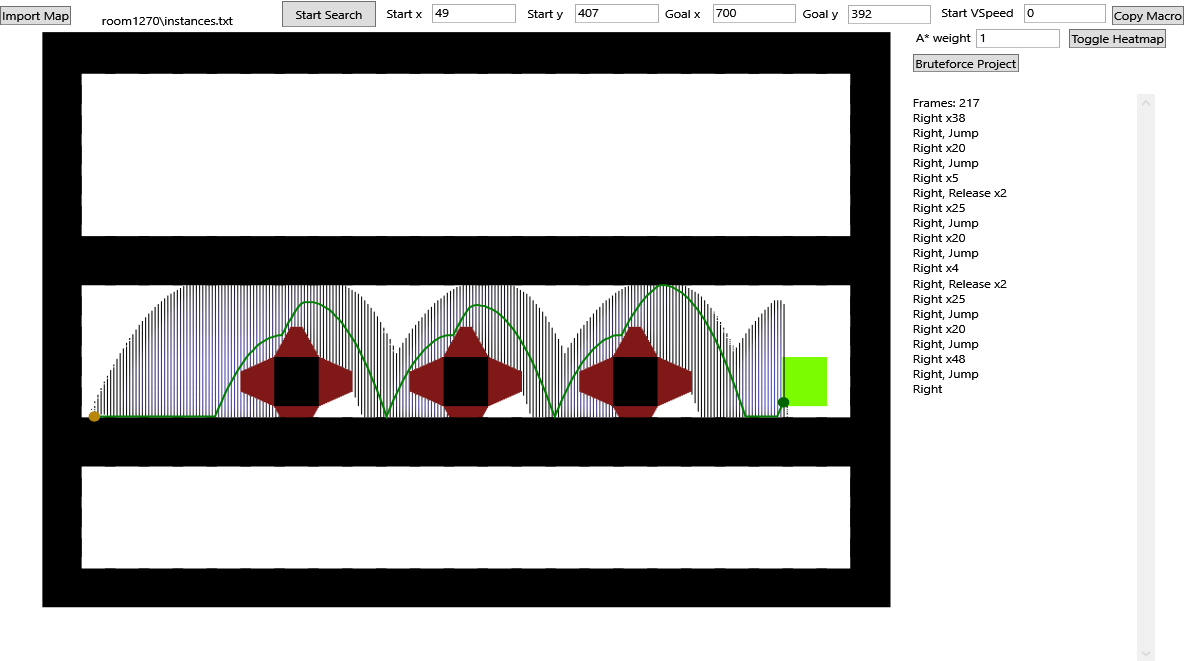 Import Map room1270\instances.txt Start Search Start x 49 Start y 407 Goal x 700 Goal y 392 Start VSpeed 0 Copy Macro
A* weight 1 Toggle Heatmap
Bruteforce Project
Frames: 217
Right x38
Right, Jump
Right x20
Right, Jump
Right x5
Right, Release x2
Right x25
Right, Jump
Right x20
Right, Jump
Right x4
Right, Release x2
Right x25
Right, Jump
Right x20
Right, Jump
Right x48
Right, Jump
Right